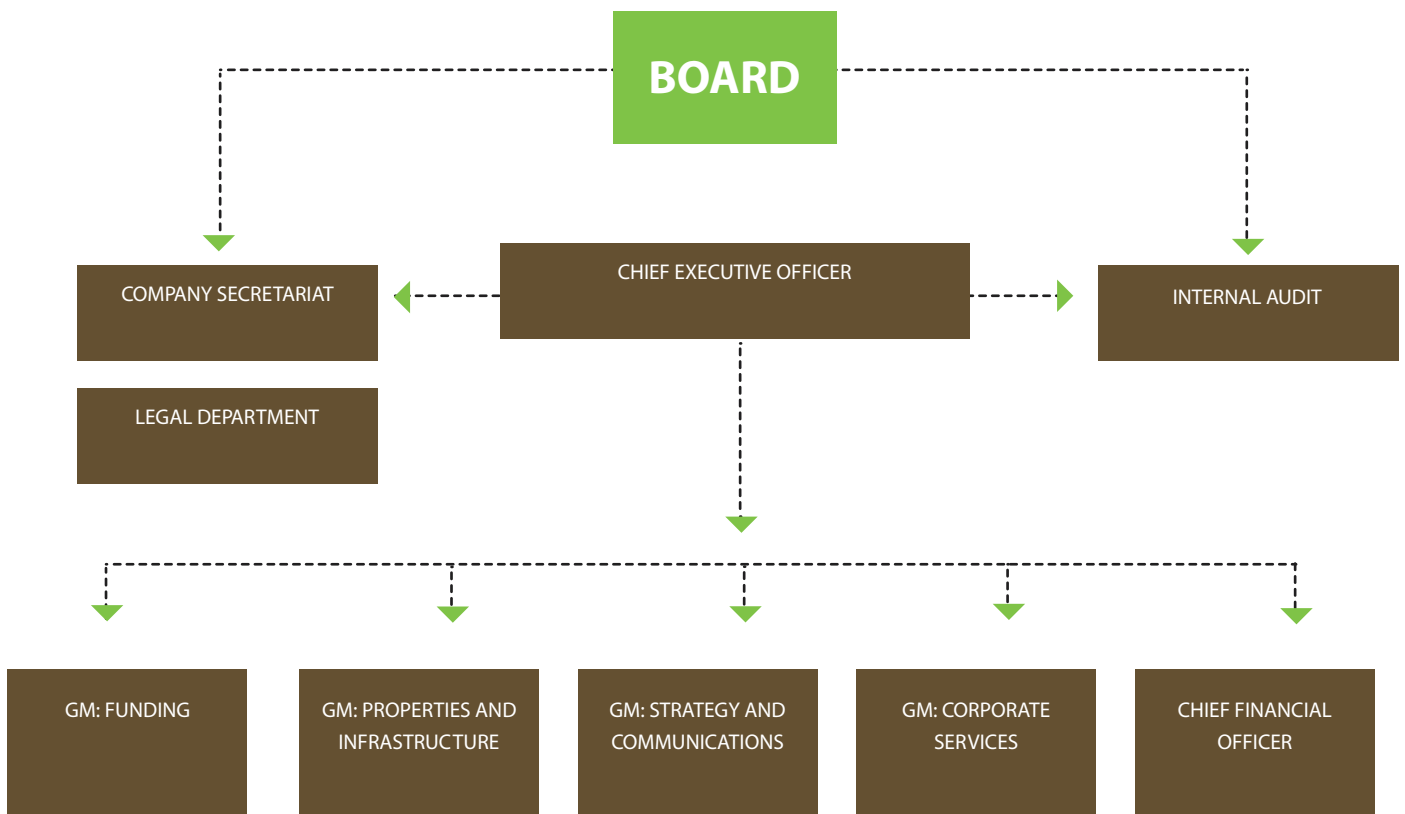 BOARD
CHIEF EXECUTIVE OFFICER
COMPANY SECRETARIAT
INTERNAL AUDIT
LEGAL DEPARTMENT
GM: FUNDING
GM: PROPERTIES AND
INFRASTRUCTURE
GM: STRATEGY AND
COMMUNICATIONS
GM: CORPORATE
SERVICES
CHIEF FINANCIAL
OFFICER